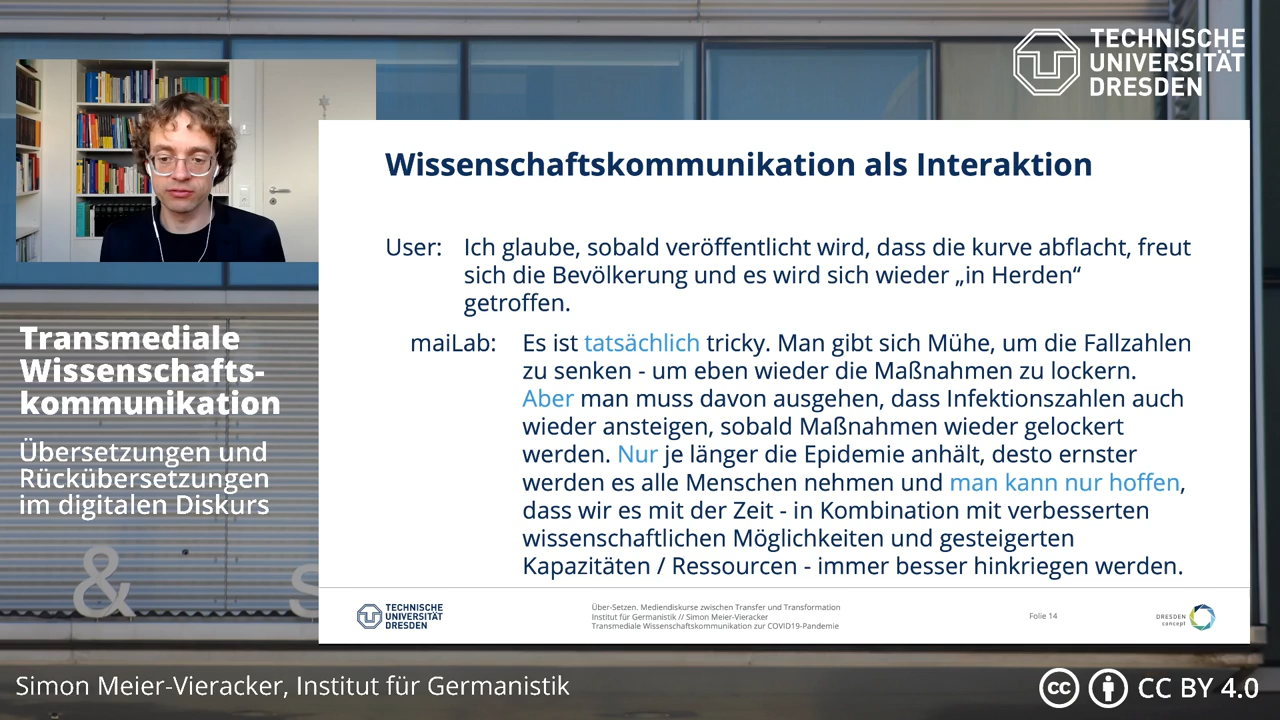 TECHNISCHE
UNIVERSITÄT
DRESDEN
Wissenschaftskommunikation als Interaktion
User: Ich glaube, sobald veröffentlicht wird, dass die kurve abflacht, freut
sich die Bevölkerung und es wird sich wieder „in Herden“
getroffen.
maiLab: Es ist tatsächlich tricky. Man gibt sich Mühe, um die Fallzahlen
zu senken - um eben wieder die Maßnahmen zu lockern.
Aber man muss davon ausgehen, dass Infektionszahlen auch
wieder ansteigen, sobald Maßnahmen wieder gelockert
werden. Nur je länger die Epidemie anhält, desto ernster
werden es alle Menschen nehmen und man kann nur hoffen,
dass wir es mit der Zeit - in Kombination mit verbesserten
wissenschaftlichen Möglichkeiten und gesteigerten
Kapazitäten / Ressourcen - immer besser hinkriegen werden.
Transmediale
Wissenschafts-
kommunikation
Übersetzungen und
Rückübersetzungen
im digitalen Diskurs
& s
TECHNISCHE
UNIVERSITÄT
DRESDEN
Über-Setzen. Mediendiskurse zwischen Transfer und Transformation
Institut für Germanistik // Simon Meier-Vieracker
Transmediale Wissenschaftskommunikation zur COVID19-Pandemie
Folie 14
DRESDEN
concept
Simon Meier-Vieracker, Institut für Germanistik
cc CC BY 4.0